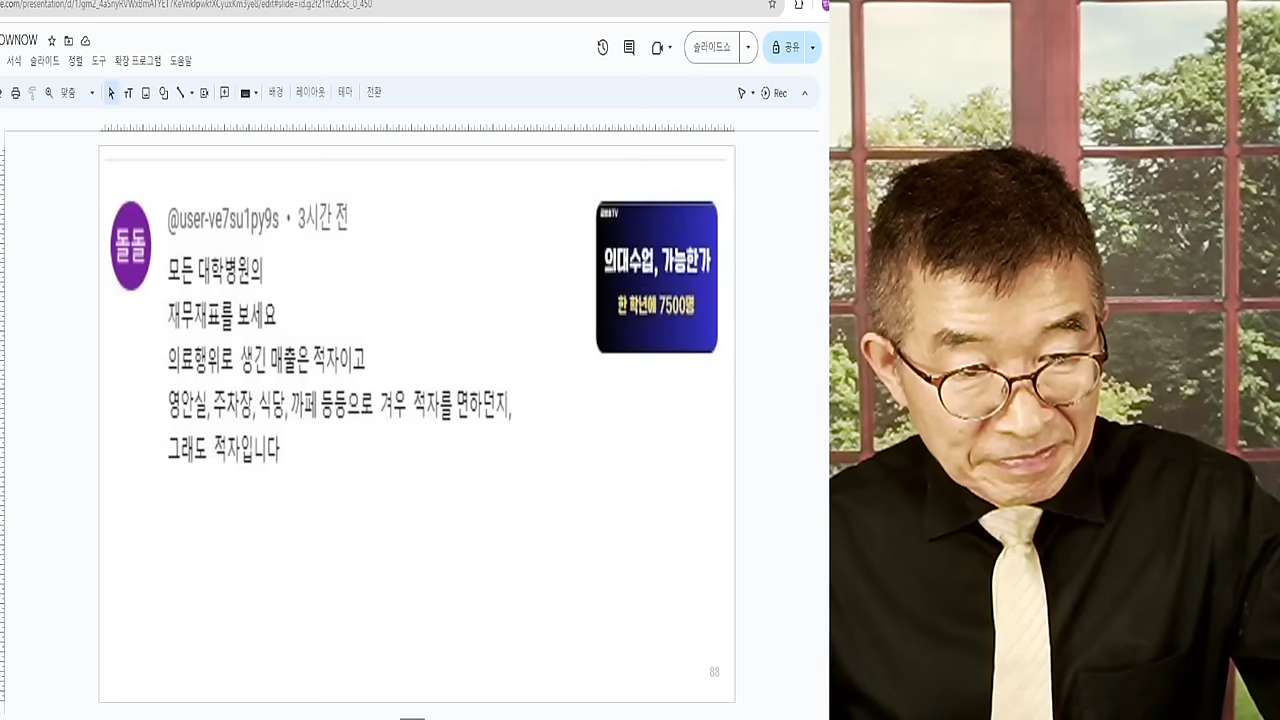 OWNOW
서식 슬라이드 정렬 도구 확장 프로그램 도움말
슬라이드쇼
공유
맞춤
배경 레이아웃 테마 전환
Rec
돌돌
@user-ve7su1py9s • 3시간 전
모든 대학병원의
재무재표를 보세요
의료행위로 생긴 매출은 적자이고
영안실, 주차장, 식당, 까페 등등으로 겨우 적자를 면하던지,
그래도 적자입니다
의대수업, 가능한가
한 학년에 7500명
88